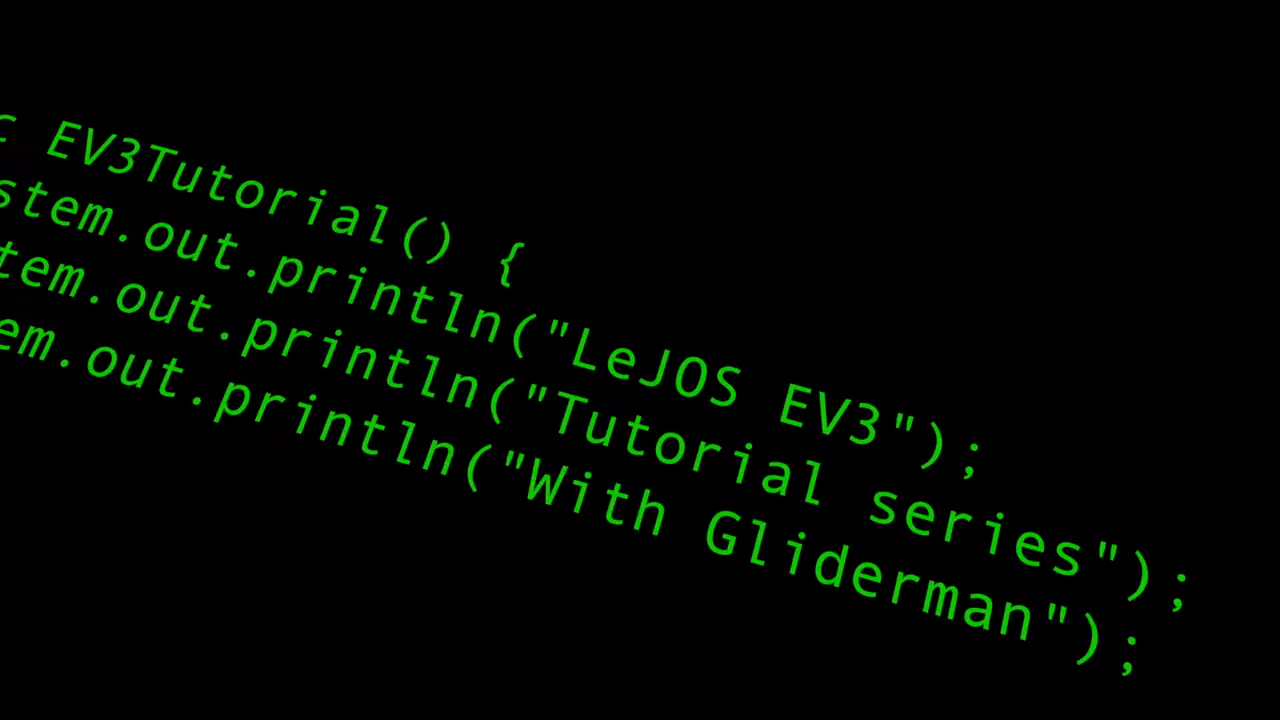 c EV3Tutorial() {
stem.out.println("LeJOS EV3");
tem.out.println("Tutorial series");
em.out.println("With Gliderman");